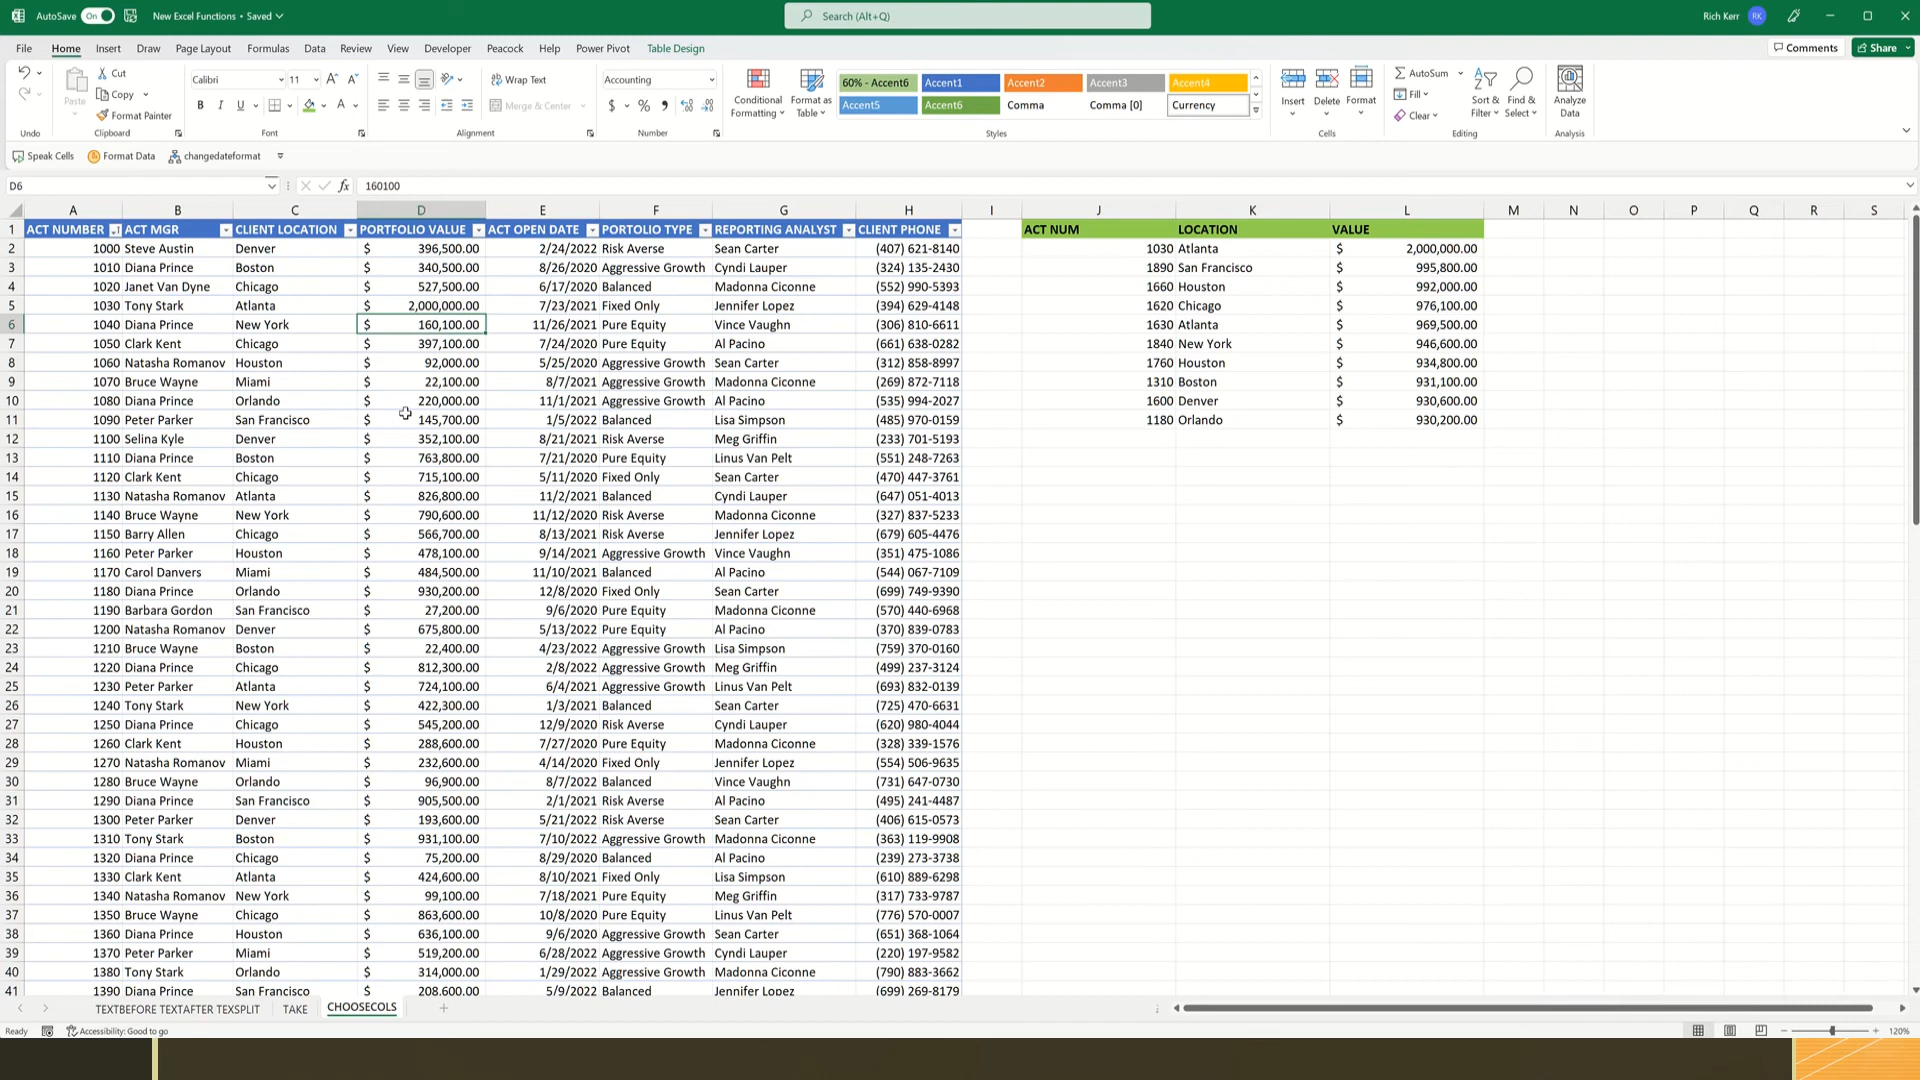 AutoSave On New Excel Functions • Saved Search (Alt+Q) Rich Kerr RK
File Home Insert Draw Page Layout Formulas Data Review View Developer Peacock Help Power Pivot Table Design Comments Share
Paste Cut Copy Format Painter
Calibri 11 B I U A
Wrap Text Merge & Center
Accounting $ %
Conditional Formatting Format as Table
60% - Accent6 Accent1 Accent2 Accent3 Accent4
Accent5 Accent6 Comma Comma [0] Currency
Insert Delete Format
AutoSum Fill Clear Sort & Filter Find & Select Analyze Data
Undo Clipboard Font Alignment Number Styles Cells Editing Analysis
Speak Cells Format Data changedateformat
D6 fx 160100
A B C D E F G H I J K L M N O P Q R S
1 ACT NUMBER ACT MGR CLIENT LOCATION PORTFOLIO VALUE ACT OPEN DATE PORTOLIO TYPE REPORTING ANALYST CLIENT PHONE ACT NUM LOCATION VALUE
2 1000 Steve Austin Denver $ 396,500.00 2/24/2022 Risk Averse Sean Carter (407) 621-8140 1030 Atlanta $ 2,000,000.00
3 1010 Diana Prince Boston $ 340,500.00 8/26/2020 Aggressive Growth Cyndi Lauper (324) 135-2430 1890 San Francisco $ 995,800.00
4 1020 Janet Van Dyne Chicago $ 527,500.00 6/17/2020 Balanced Madonna Ciconne (552) 990-5393 1660 Houston $ 992,000.00
5 1030 Tony Stark Atlanta $ 2,000,000.00 7/23/2021 Fixed Only Jennifer Lopez (394) 629-4148 1620 Chicago $ 976,100.00
6 1040 Diana Prince New York $ 160,100.00 11/26/2021 Pure Equity Vince Vaughn (306) 810-6611 1630 Atlanta $ 969,500.00
7 1050 Clark Kent Chicago $ 397,100.00 7/24/2020 Pure Equity Al Pacino (661) 638-0282 1840 New York $ 946,600.00
8 1060 Natasha Romanov Houston $ 92,000.00 5/25/2020 Aggressive Growth Sean Carter (312) 858-8997 1760 Houston $ 934,800.00
9 1070 Bruce Wayne Miami $ 22,100.00 8/7/2021 Aggressive Growth Madonna Ciconne (269) 872-7118 1310 Boston $ 931,100.00
10 1080 Diana Prince Orlando $ 220,000.00 11/1/2021 Aggressive Growth Al Pacino (535) 994-2027 1600 Denver $ 930,600.00
11 1090 Peter Parker San Francisco $ 145,700.00 1/5/2022 Balanced Lisa Simpson (485) 970-0159 1180 Orlando $ 930,200.00
12 1100 Selina Kyle Denver $ 352,100.00 8/21/2021 Risk Averse Meg Griffin (233) 701-5193
13 1110 Diana Prince Boston $ 763,800.00 7/21/2020 Pure Equity Linus Van Pelt (551) 248-7263
14 1120 Clark Kent Chicago $ 715,100.00 5/11/2020 Fixed Only Sean Carter (470) 447-3761
15 1130 Natasha Romanov Atlanta $ 826,800.00 11/2/2021 Balanced Cyndi Lauper (647) 051-4013
16 1140 Bruce Wayne New York $ 790,600.00 11/12/2020 Risk Averse Madonna Ciconne (327) 837-5233
17 1150 Barry Allen Chicago $ 566,700.00 8/13/2021 Risk Averse Jennifer Lopez (679) 605-4476
18 1160 Peter Parker Houston $ 478,100.00 9/14/2021 Aggressive Growth Vince Vaughn (351) 475-1086
19 1170 Carol Danvers Miami $ 484,500.00 11/10/2021 Balanced Al Pacino (544) 067-7109
20 1180 Diana Prince Orlando $ 930,200.00 12/8/2020 Fixed Only Sean Carter (699) 749-9390
21 1190 Barbara Gordon San Francisco $ 27,200.00 9/6/2020 Pure Equity Madonna Ciconne (570) 440-6968
22 1200 Natasha Romanov Denver $ 675,800.00 5/13/2022 Pure Equity Al Pacino (370) 839-0783
23 1210 Bruce Wayne Boston $ 22,400.00 4/23/2022 Aggressive Growth Lisa Simpson (759) 370-0160
24 1220 Diana Prince Chicago $ 812,300.00 2/8/2022 Aggressive Growth Meg Griffin (499) 237-3124
25 1230 Peter Parker Atlanta $ 724,100.00 6/4/2021 Aggressive Growth Linus Van Pelt (693) 832-0139
26 1240 Tony Stark New York $ 422,300.00 1/3/2021 Balanced Sean Carter (725) 470-6631
27 1250 Diana Prince Chicago $ 545,200.00 12/9/2020 Risk Averse Cyndi Lauper (620) 980-4044
28 1260 Clark Kent Houston $ 288,600.00 7/27/2020 Pure Equity Madonna Ciconne (328) 339-1576
29 1270 Natasha Romanov Miami $ 232,600.00 4/14/2020 Fixed Only Jennifer Lopez (554) 506-9635
30 1280 Bruce Wayne Orlando $ 96,900.00 8/7/2022 Balanced Vince Vaughn (731) 647-0730
31 1290 Diana Prince San Francisco $ 905,500.00 2/1/2021 Risk Averse Al Pacino (495) 241-4487
32 1300 Peter Parker Denver $ 193,600.00 5/21/2022 Risk Averse Sean Carter (406) 615-0573
33 1310 Tony Stark Boston $ 931,100.00 7/10/2022 Aggressive Growth Madonna Ciconne (363) 119-9908
34 1320 Diana Prince Chicago $ 75,200.00 8/29/2020 Balanced Al Pacino (239) 273-3738
35 1330 Clark Kent Atlanta $ 424,600.00 8/10/2021 Fixed Only Lisa Simpson (610) 889-6298
36 1340 Natasha Romanov New York $ 99,100.00 7/18/2021 Pure Equity Meg Griffin (317) 733-9787
37 1350 Bruce Wayne Chicago $ 863,600.00 10/8/2020 Pure Equity Linus Van Pelt (776) 570-0007
38 1360 Diana Prince Houston $ 636,100.00 9/6/2020 Aggressive Growth Sean Carter (651) 368-1064
39 1370 Peter Parker Miami $ 519,200.00 6/28/2022 Aggressive Growth Cyndi Lauper (220) 197-9582
40 1380 Tony Stark Orlando $ 314,000.00 1/29/2022 Aggressive Growth Madonna Ciconne (790) 883-3662
41 1390 Diana Prince San Francisco $ 208,600.00 5/9/2022 Balanced Jennifer Lopez (699) 269-8179
TEXTBEFORE TEXTAFTER TEXSPLIT TAKE CHOOSECOLS
Ready Accessibility: Good to go 120%